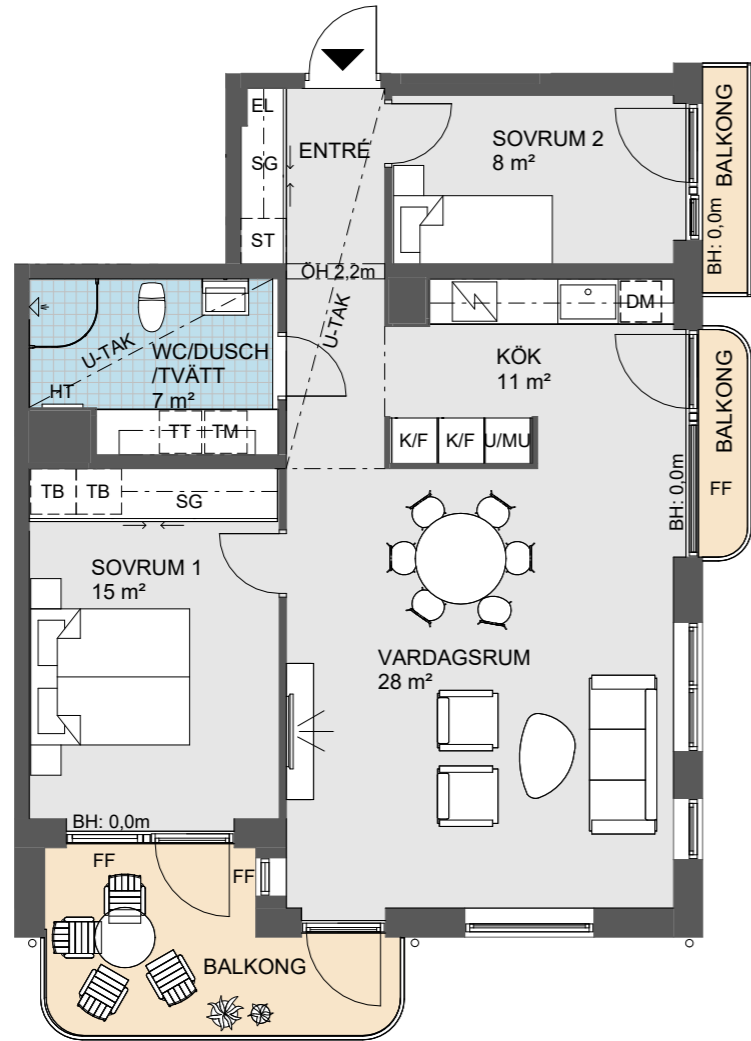 EL
ENTRÉ
SG
ST
SOVRUM 2
8 m²
BALKONG
BH: 0,0m
ÖH 2,2m
U-TAK
U-TAK
WC/DUSCH
/TVÄTT
7 m²
HT
TT
TM
DM
KÖK
11 m²
K/F
K/F
U/MU
BALKONG
FF
BH: 0,0m
TB
TB
SG
SOVRUM 1
15 m²
VARDAGSRUM
28 m²
BH: 0,0m
FF
FF
BALKONG